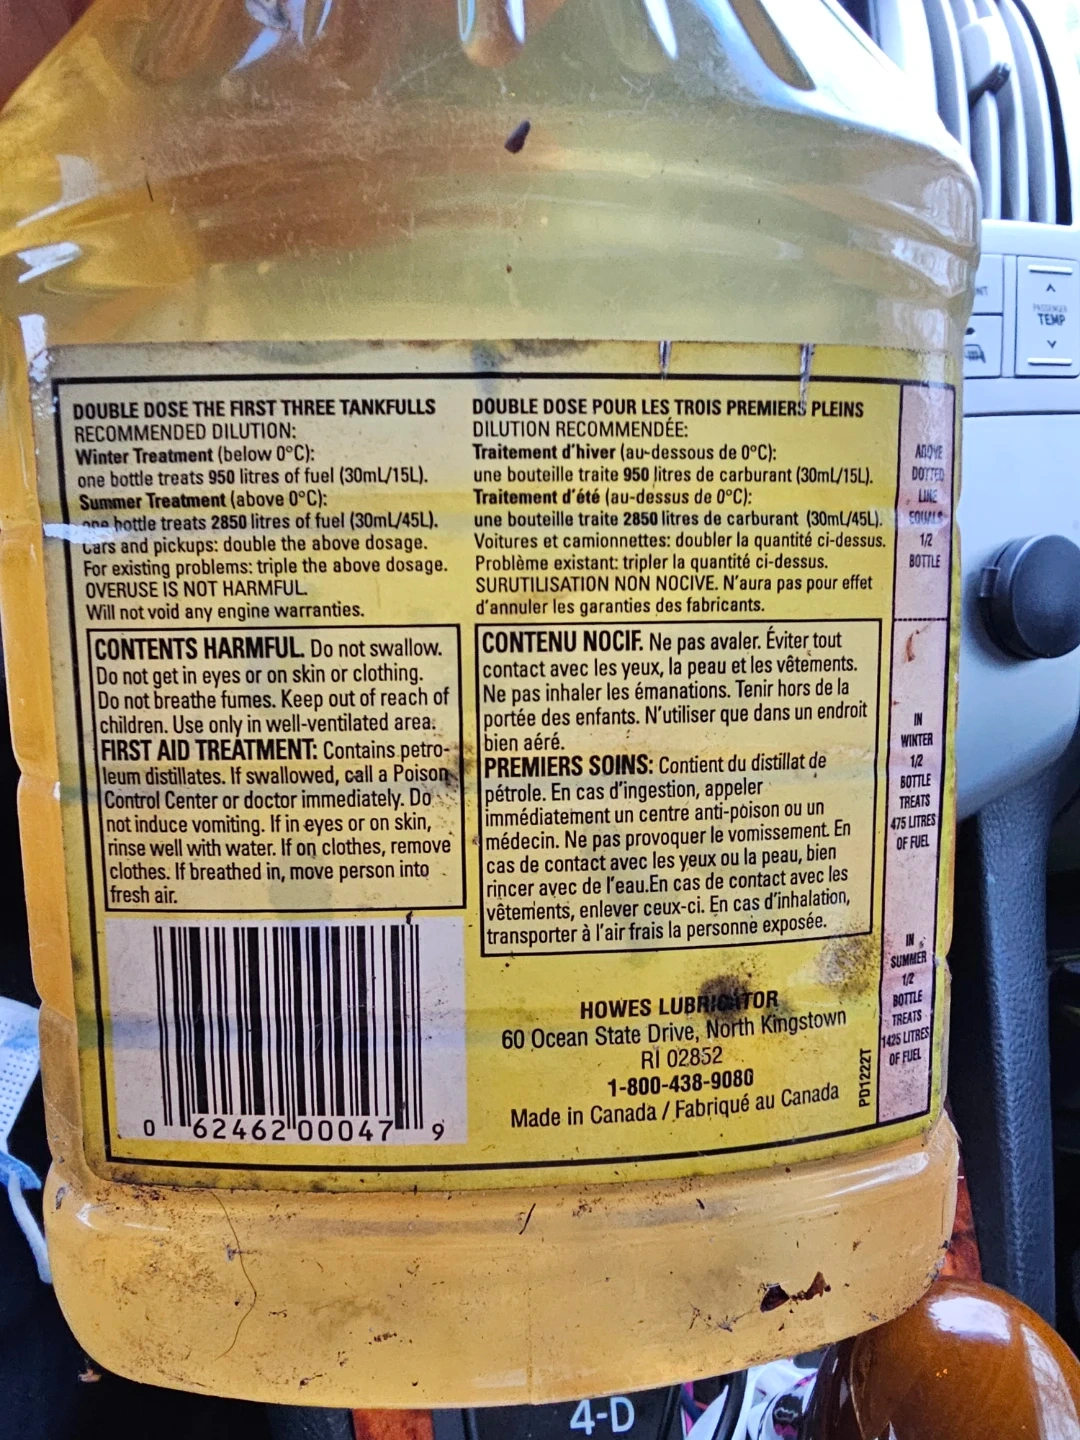 DOUBLE DOSE THE FIRST THREE TANKFULLS
RECOMMENDED DILUTION:
Winter Treatment (below 0°C):
one bottle treats 950 litres of fuel (30mL/15L).
Summer Treatment (above 0°C):
one bottle treats 2850 litres of fuel (30mL/45L).
Cars and pickups: double the above dosage.
For existing problems: triple the above dosage.
OVERUSE IS NOT HARMFUL.
Will not void any engine warranties.
CONTENTS HARMFUL. Do not swallow.
Do not get in eyes or on skin or clothing.
Do not breathe fumes. Keep out of reach of
children. Use only in well-ventilated area.
FIRST AID TREATMENT: Contains petro-
leum distillates. If swallowed, call a Poison
Control Center or doctor immediately. Do
not induce vomiting. If in eyes or on skin,
rinse well with water. If on clothes, remove
clothes. If breathed in, move person into
fresh air.
0 62462 00047 9
DOUBLE DOSE POUR LES TROIS PREMIERS PLEINS
DILUTION RECOMMENDÉE:
Traitement d'hiver (au-dessous de 0°C):
une bouteille traite 950 litres de carburant (30mL/15L).
Traitement d'été (au-dessus de 0°C):
une bouteille traite 2850 litres de carburant (30mL/45L).
Voitures et camionnettes: doubler la quantité ci-dessus.
Problème existant: tripler la quantité ci-dessus.
SURUTILISATION NON NOCIVE. N'aura pas pour effet
d'annuler les garanties des fabricants.
CONTENU NOCIF. Ne pas avaler. Éviter tout
contact avec les yeux, la peau et les vêtements.
Ne pas inhaler les émanations. Tenir hors de la
portée des enfants. N'utiliser que dans un endroit
bien aéré.
PREMIERS SOINS: Contient du distillat de
pétrole. En cas d'ingestion, appeler
immédiatement un centre anti-poison ou un
médecin. Ne pas provoquer le vomissement. En
cas de contact avec les yeux ou la peau, bien
rincer avec de l'eau.En cas de contact avec les
vêtements, enlever ceux-ci. En cas d'inhalation,
transporter à l'air frais la personne exposée.
HOWES LUBRICATOR
60 Ocean State Drive, North Kingstown
RI 02852
1-800-438-9080
Made in Canada / Fabriqué au Canada
PD1222T
ABOVE
DOTTED
LINE
EQUALS
1/2
BOTTLE
IN
WINTER
1/2
BOTTLE
TREATS
475 LITRES
OF FUEL
IN
SUMMER
1/2
BOTTLE
TREATS
1425 LITRES
OF FUEL
PASSENGER
TEMP
4-D